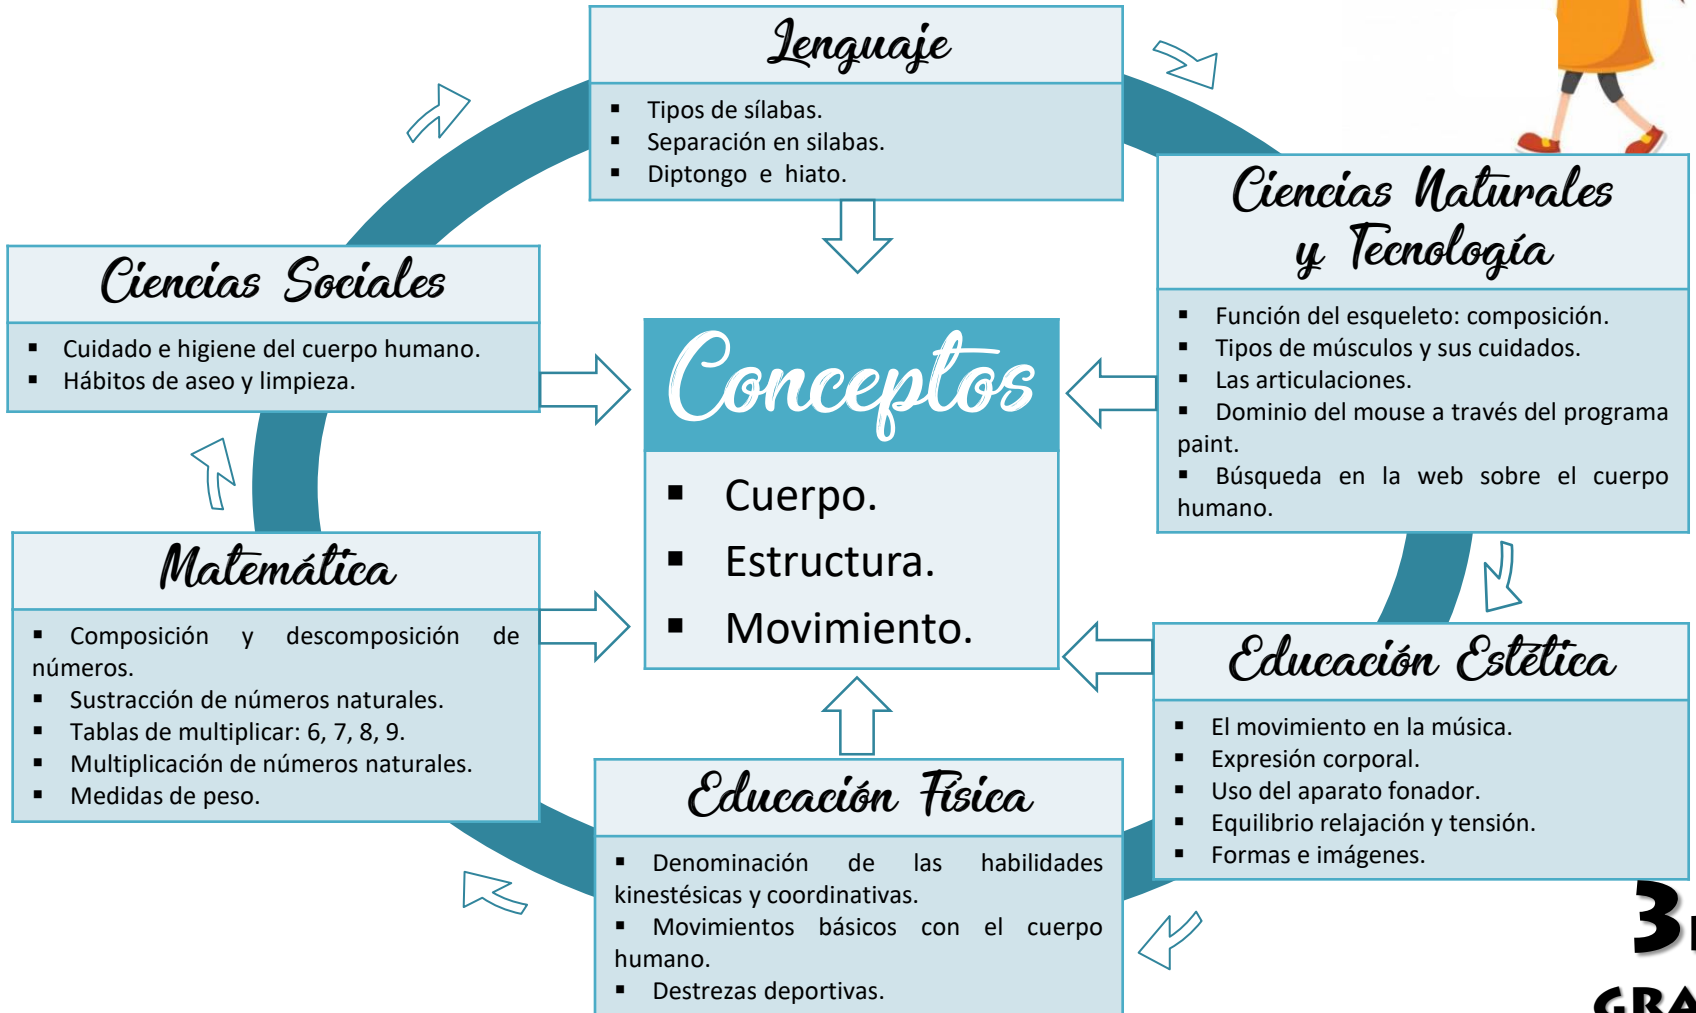 Lenguaje
▪ Tipos de sílabas.
▪ Separación en silabas.
▪ Diptongo e hiato.
Ciencias Naturales
y Tecnología
▪ Función del esqueleto: composición.
▪ Tipos de músculos y sus cuidados.
▪ Las articulaciones.
▪ Dominio del mouse a través del programa
paint.
▪ Búsqueda en la web sobre el cuerpo
humano.
Ciencias Sociales
▪ Cuidado e higiene del cuerpo humano.
▪ Hábitos de aseo y limpieza.
Conceptos
▪ Cuerpo.
▪ Estructura.
▪ Movimiento.
Matemática
▪ Composición y descomposición de
números.
▪ Sustracción de números naturales.
▪ Tablas de multiplicar: 6, 7, 8, 9.
▪ Multiplicación de números naturales.
▪ Medidas de peso.
Educación Estética
▪ El movimiento en la música.
▪ Expresión corporal.
▪ Uso del aparato fonador.
▪ Equilibrio relajación y tensión.
▪ Formas e imágenes.
Educación Física
▪ Denominación de las habilidades
kinestésicas y coordinativas.
▪ Movimientos básicos con el cuerpo
humano.
▪ Destrezas deportivas.
3